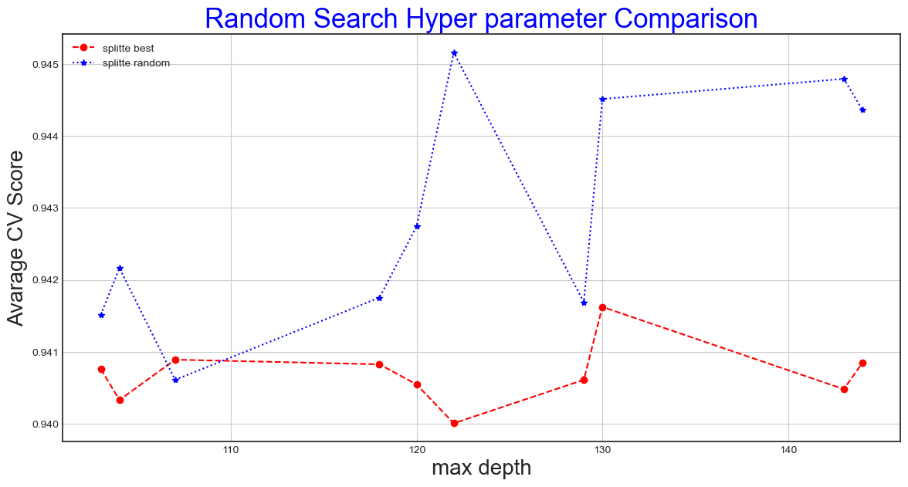 Random Search Hyper parameter Comparison
splitte best
splitte random
0.945
0.944
0.943
0.942
0.941
0.940
Avarage CV Score
110 120 130 140
max depth